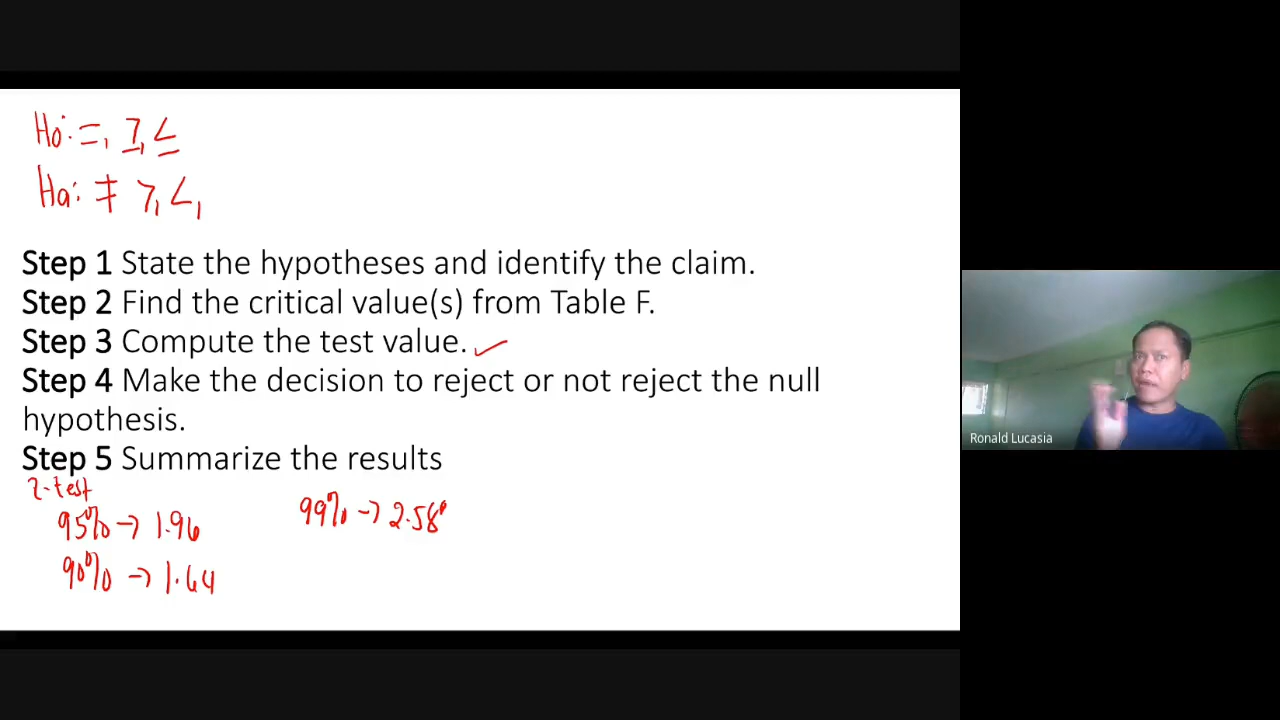 Ho: =, ≥, ≤
Ha: ≠ >, <,
Step 1 State the hypotheses and identify the claim.
Step 2 Find the critical value(s) from Table F.
Step 3 Compute the test value. ✓
Step 4 Make the decision to reject or not reject the null
hypothesis.
Step 5 Summarize the results
z-test
95% → 1.96
90% → 1.64
99% → 2.58
Ronald Lucasia